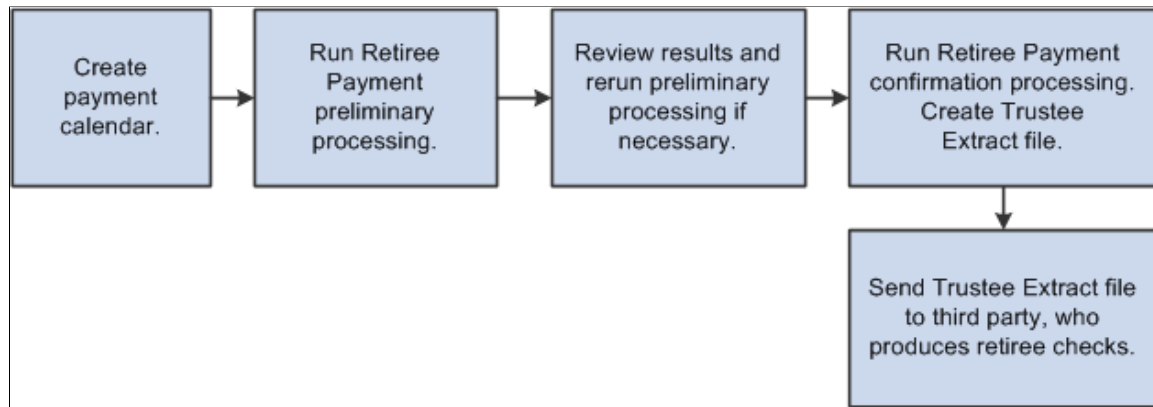 Create
payment
calendar.
Run Retiree
Payment
preliminary
processing.
Review results and
rerun preliminary
processing if
necessary.
Run Retiree Payment
confirmation processing.
Create Trustee
Extract file.
Send Trustee Extract file
to third party, who
produces retiree checks.